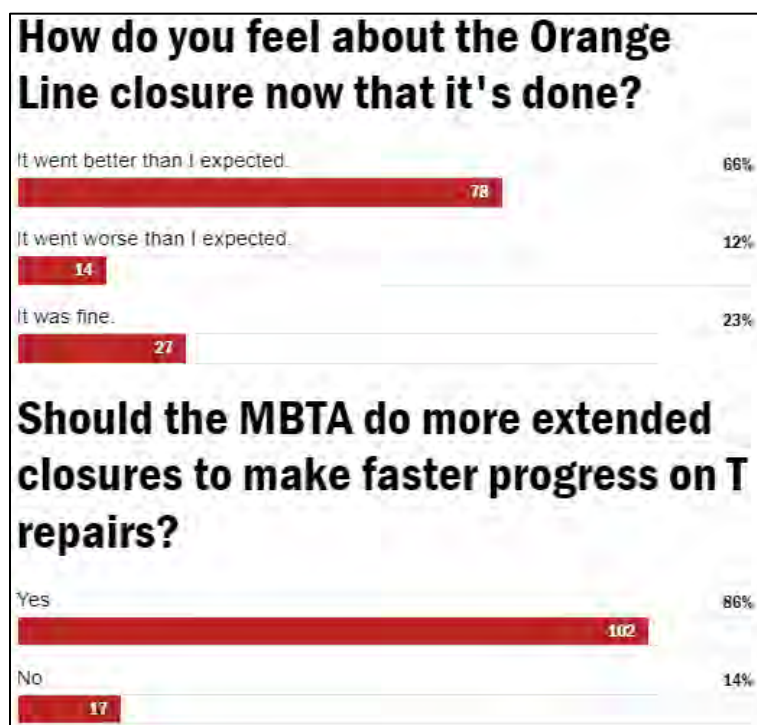 How do you feel about the Orange
Line closure now that it's done?
It went better than I expected. 66%
78
It went worse than I expected. 12%
14
It was fine. 23%
27
Should the MBTA do more extended
closures to make faster progress on T
repairs?
Yes 86%
102
No 14%
17